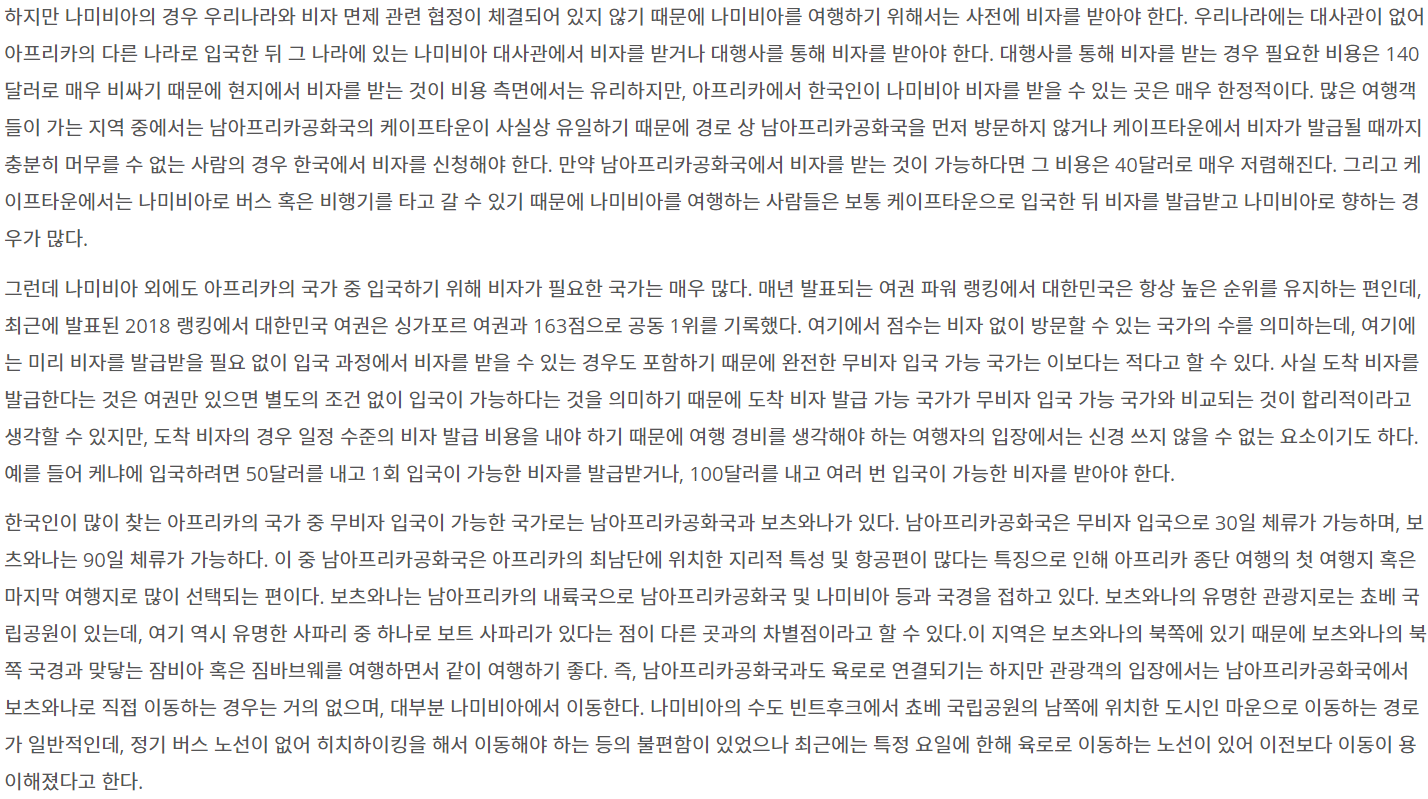 하지만 나미비아의 경우 우리나라와 비자 면제 관련 협정이 체결되어 있지 않기 때문에 나미비아를 여행하기 위해서는 사전에 비자를 받아야 한다. 우리나라에는 대사관이 없어
아프리카의 다른 나라로 입국한 뒤 그 나라에 있는 나미비아 대사관에서 비자를 받거나 대행사를 통해 비자를 받아야 한다. 대행사를 통해 비자를 받는 경우 필요한 비용은 140
달러로 매우 비싸기 때문에 현지에서 비자를 받는 것이 비용 측면에서는 유리하지만, 아프리카에서 한국인이 나미비아 비자를 받을 수 있는 곳은 매우 한정적이다. 많은 여행객
들이 가는 지역 중에서는 남아프리카공화국의 케이프타운이 사실상 유일하기 때문에 경로 상 남아프리카공화국을 먼저 방문하지 않거나 케이프타운에서 비자가 발급될 때까지
충분히 머무를 수 없는 사람의 경우 한국에서 비자를 신청해야 한다. 만약 남아프리카공화국에서 비자를 받는 것이 가능하다면 그 비용은 40달러로 매우 저렴해진다. 그리고 케
이프타운에서는 나미비아로 버스 혹은 비행기를 타고 갈 수 있기 때문에 나미비아를 여행하는 사람들은 보통 케이프타운으로 입국한 뒤 비자를 발급받고 나미비아로 향하는 경
우가 많다.
그런데 나미비아 외에도 아프리카의 국가 중 입국하기 위해 비자가 필요한 국가는 매우 많다. 매년 발표되는 여권 파워 랭킹에서 대한민국은 항상 높은 순위를 유지하는 편인데,
최근에 발표된 2018 랭킹에서 대한민국 여권은 싱가포르 여권과 163점으로 공동 1위를 기록했다. 여기에서 점수는 비자 없이 방문할 수 있는 국가의 수를 의미하는데, 여기에
는 미리 비자를 발급받을 필요 없이 입국 과정에서 비자를 받을 수 있는 경우도 포함하기 때문에 완전한 무비자 입국 가능 국가는 이보다는 적다고 할 수 있다. 사실 도착 비자를
발급한다는 것은 여권만 있으면 별도의 조건 없이 입국이 가능하다는 것을 의미하기 때문에 도착 비자 발급 가능 국가가 무비자 입국 가능 국가와 비교되는 것이 합리적이라고
생각할 수 있지만, 도착 비자의 경우 일정 수준의 비자 발급 비용을 내야 하기 때문에 여행 경비를 생각해야 하는 여행자의 입장에서는 신경 쓰지 않을 수 없는 요소이기도 하다.
예를 들어 케냐에 입국하려면 50달러를 내고 1회 입국이 가능한 비자를 발급받거나, 100달러를 내고 여러 번 입국이 가능한 비자를 받아야 한다.
한국인이 많이 찾는 아프리카의 국가 중 무비자 입국이 가능한 국가로는 남아프리카공화국과 보츠와나가 있다. 남아프리카공화국은 무비자 입국으로 30일 체류가 가능하며, 보
츠와나는 90일 체류가 가능하다. 이 중 남아프리카공화국은 아프리카의 최남단에 위치한 지리적 특성 및 항공편이 많다는 특징으로 인해 아프리카 종단 여행의 첫 여행지 혹은
마지막 여행지로 많이 선택되는 편이다. 보츠와나는 남아프리카의 내륙국으로 남아프리카공화국 및 나미비아 등과 국경을 접하고 있다. 보츠와나의 유명한 관광지로는 쵸베 국
립공원이 있는데, 여기 역시 유명한 사파리 중 하나로 보트 사파리가 있다는 점이 다른 곳과의 차별점이라고 할 수 있다.이 지역은 보츠와나의 북쪽에 있기 때문에 보츠와나의 북
쪽 국경과 맞닿는 잠비아 혹은 짐바브웨를 여행하면서 같이 여행하기 좋다. 즉, 남아프리카공화국과도 육로로 연결되기는 하지만 관광객의 입장에서는 남아프리카공화국에서
보츠와나로 직접 이동하는 경우는 거의 없으며, 대부분 나미비아에서 이동한다. 나미비아의 수도 빈트후크에서 쵸베 국립공원의 남쪽에 위치한 도시인 마운으로 이동하는 경로
가 일반적인데, 정기 버스 노선이 없어 히치하이킹을 해서 이동해야 하는 등의 불편함이 있었으나 최근에는 특정 요일에 한해 육로로 이동하는 노선이 있어 이전보다 이동이 용
이해졌다고 한다.